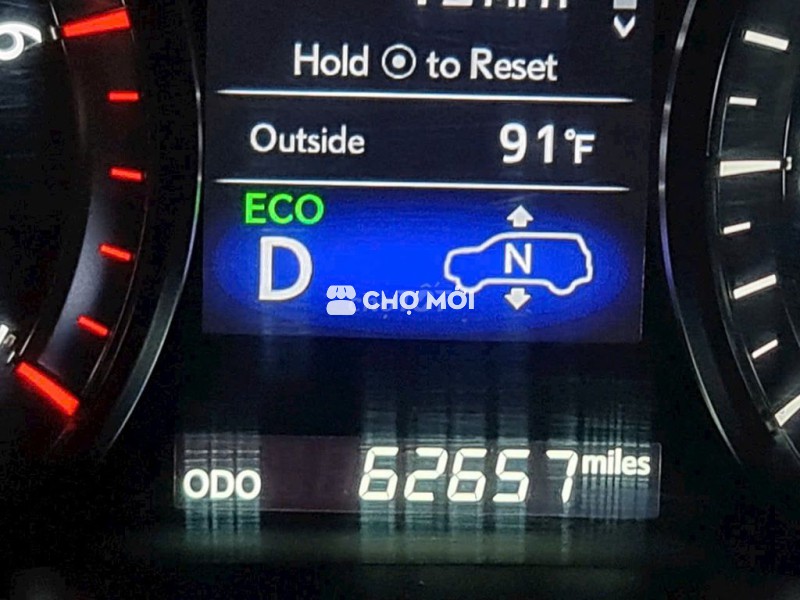 Hold to Reset
Outside 91°F
ECO
D N
CHỢ MỚI
ODO 62657 miles